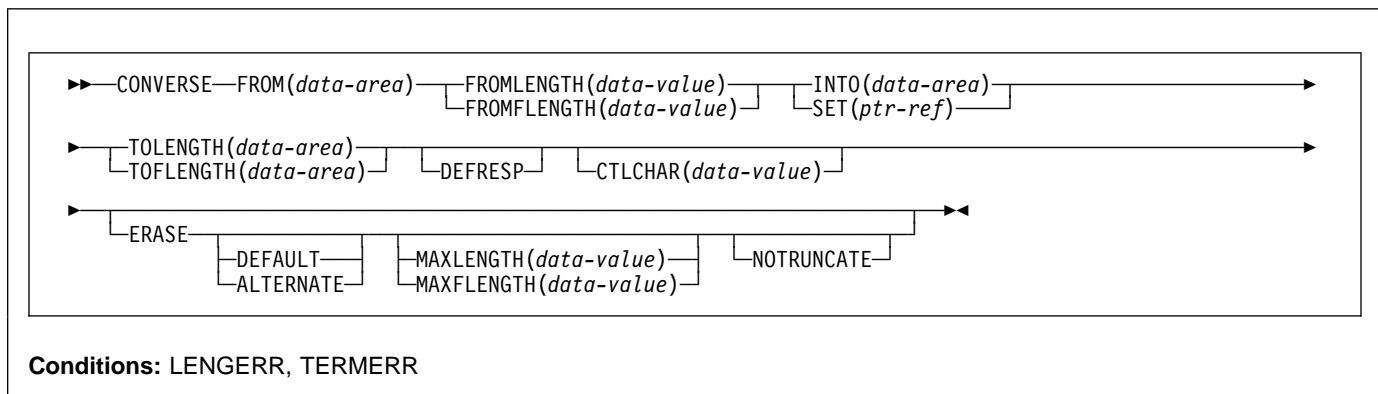 CONVERSE FROM(data-area) FROMLENGTH(data-value) INTO(data-area)
FROMFLENGTH(data-value) SET(ptr-ref)
TOLENGTH(data-area)
TOFLENGTH(data-area) DEFRESP CTLCHAR(data-value)
ERASE
DEFAULT MAXLENGTH(data-value) NOTRUNCATE
ALTERNATE MAXFLENGTH(data-value)
Conditions: LENGERR, TERMERR